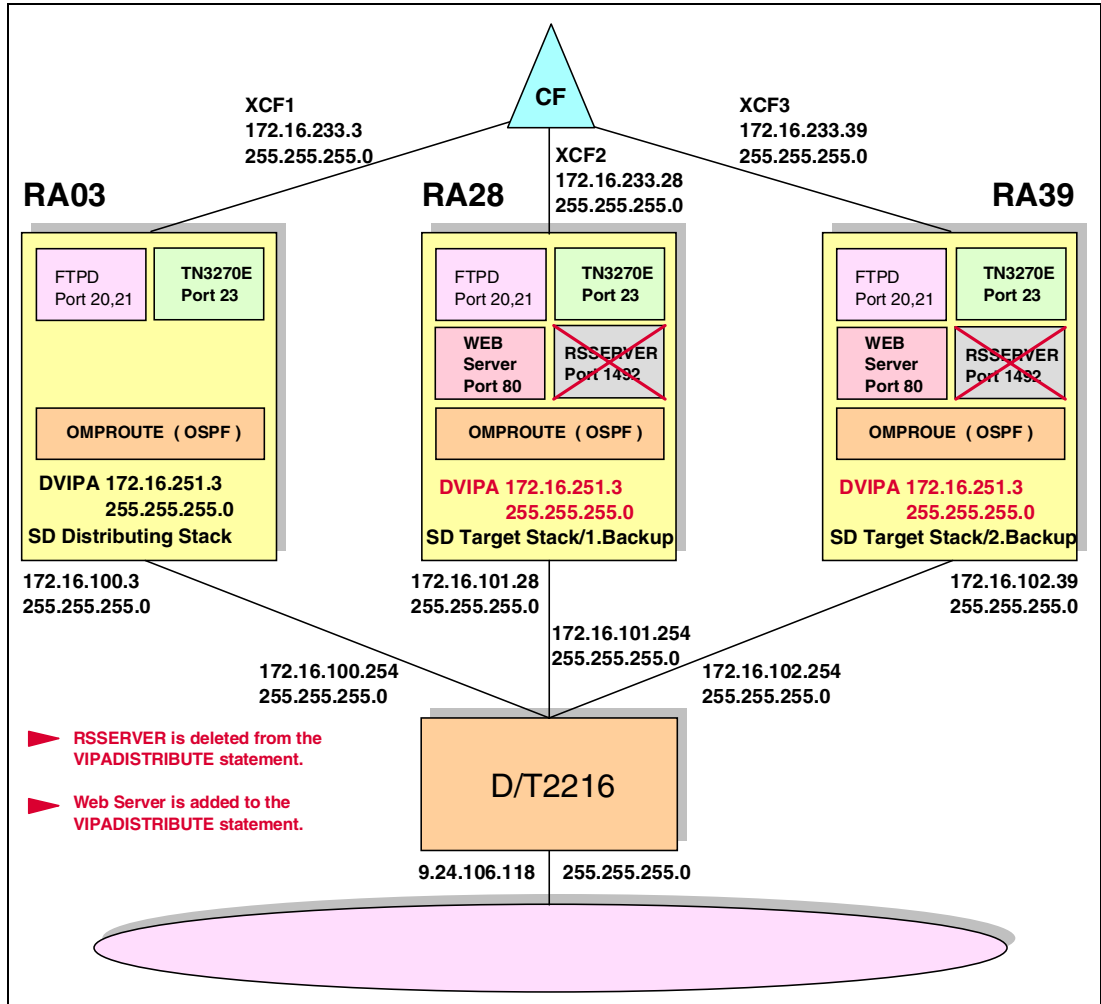 CF
XCF1
172.16.233.3
255.255.255.0
XCF2
172.16.233.28
255.255.255.0
XCF3
172.16.233.39
255.255.255.0
RA03
FTPD
Port 20,21
TN3270E
Port 23
OMPROUTE ( OSPF )
DVIPA 172.16.251.3
255.255.255.0
SD Distributing Stack
172.16.100.3
255.255.255.0
RA28
FTPD
Port 20,21
TN3270E
Port 23
WEB
Server
Port 80
RSSERVER
Port 1492
OMPROUTE ( OSPF )
DVIPA 172.16.251.3
255.255.255.0
SD Target Stack/1.Backup
172.16.101.28
255.255.255.0
RA39
FTPD
Port 20,21
TN3270E
Port 23
WEB
Server
Port 80
RSSERVER
Port 1492
OMPROUE ( OSPF )
DVIPA 172.16.251.3
255.255.255.0
SD Target Stack/2.Backup
172.16.102.39
255.255.255.0
172.16.100.254
255.255.255.0
172.16.101.254
255.255.255.0
172.16.102.254
255.255.255.0
RSSERVER is deleted from the
VIPADISTRIBUTE statement.
Web Server is added to the
VIPADISTRIBUTE statement.
D/T2216
9.24.106.118 255.255.255.0